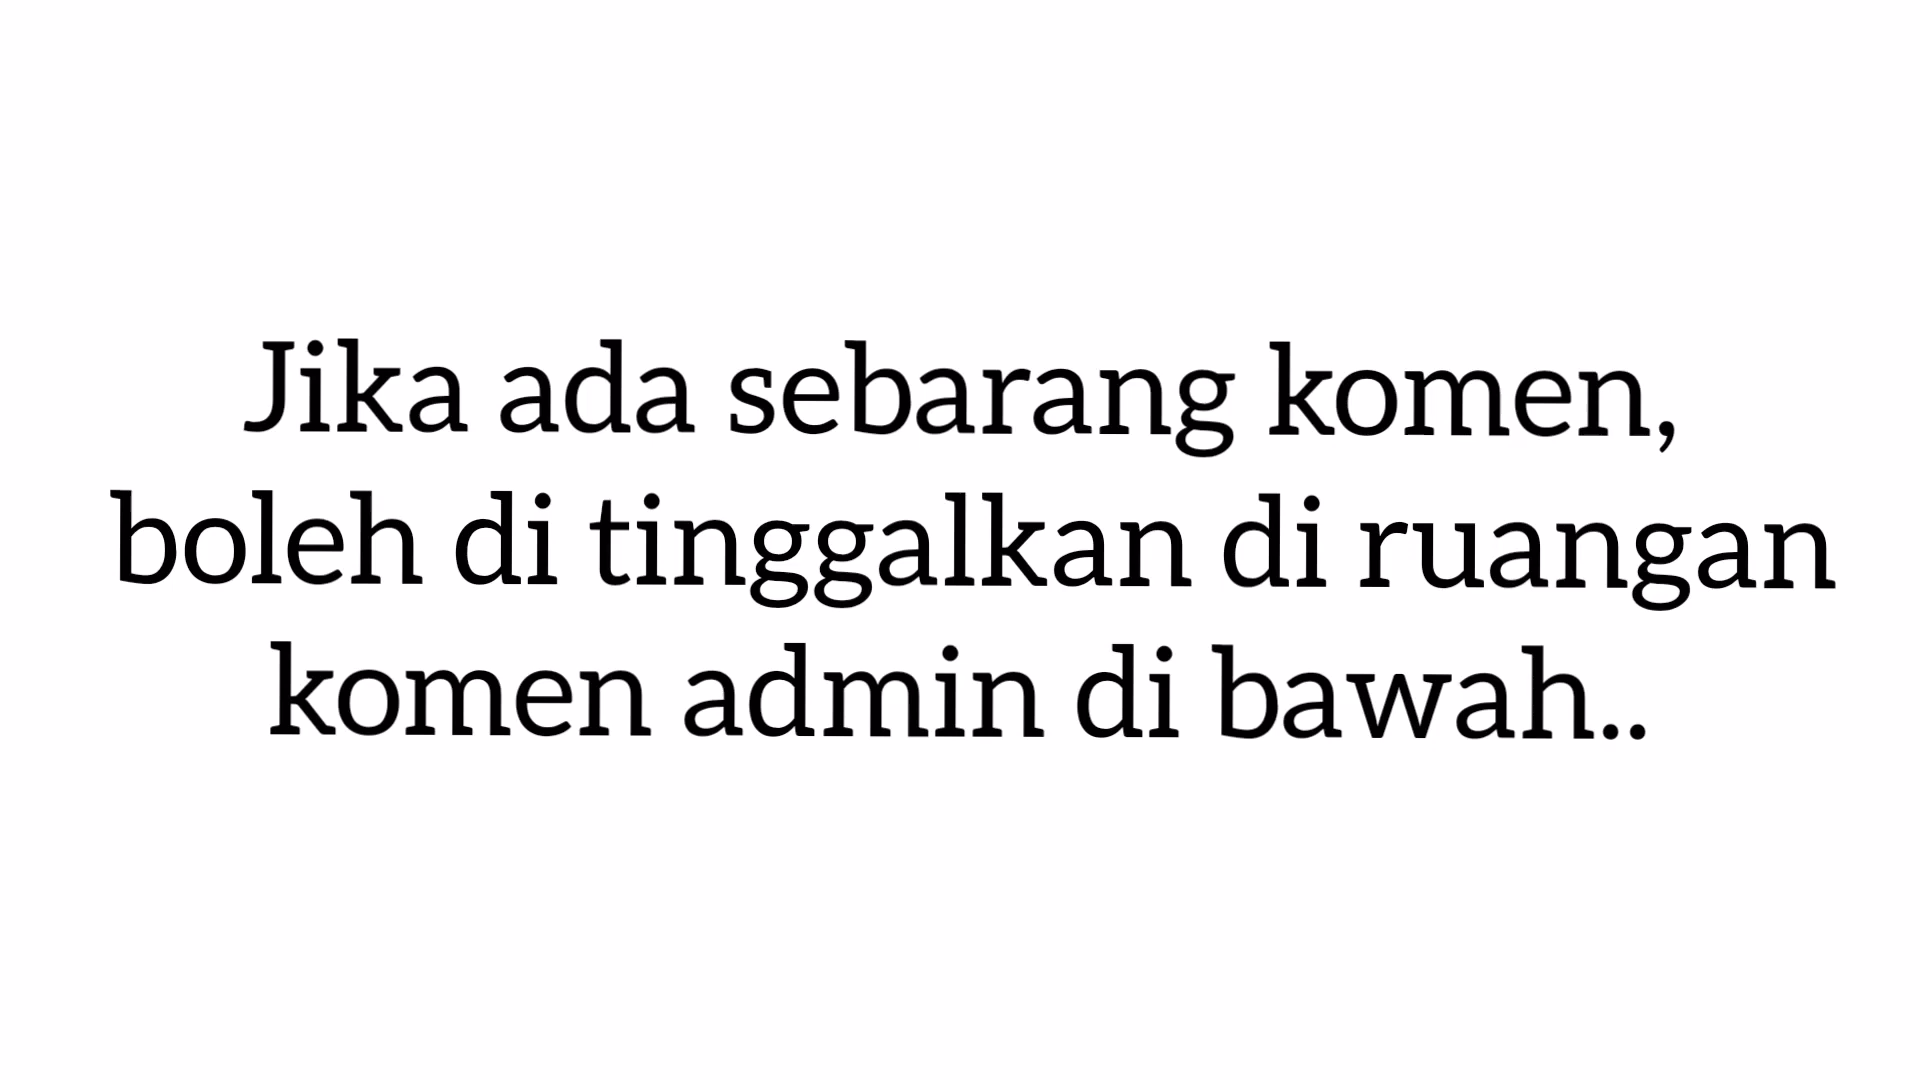 Jika ada sebarang komen,
boleh di tinggalkan di ruangan
komen admin di bawah..